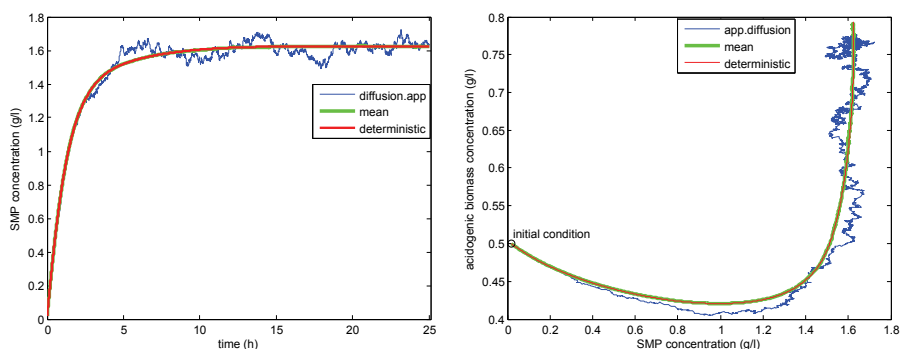 1.8
1.6
1.4
1.2
1
0.8
0.6
0.4
0.2
0
0 5 10 15 20 25
SMP concentration (g/l)
time (h)
diffusion.app
mean
deterministic
0.8
0.75
0.7
0.65
0.6
0.55
0.5
0.45
0.4
0 0.2 0.4 0.6 0.8 1 1.2 1.4 1.6 1.8
acidogenic biomass concentration (g/l)
SMP concentration (g/l)
app.diffusion
mean
deterministic
initial condition